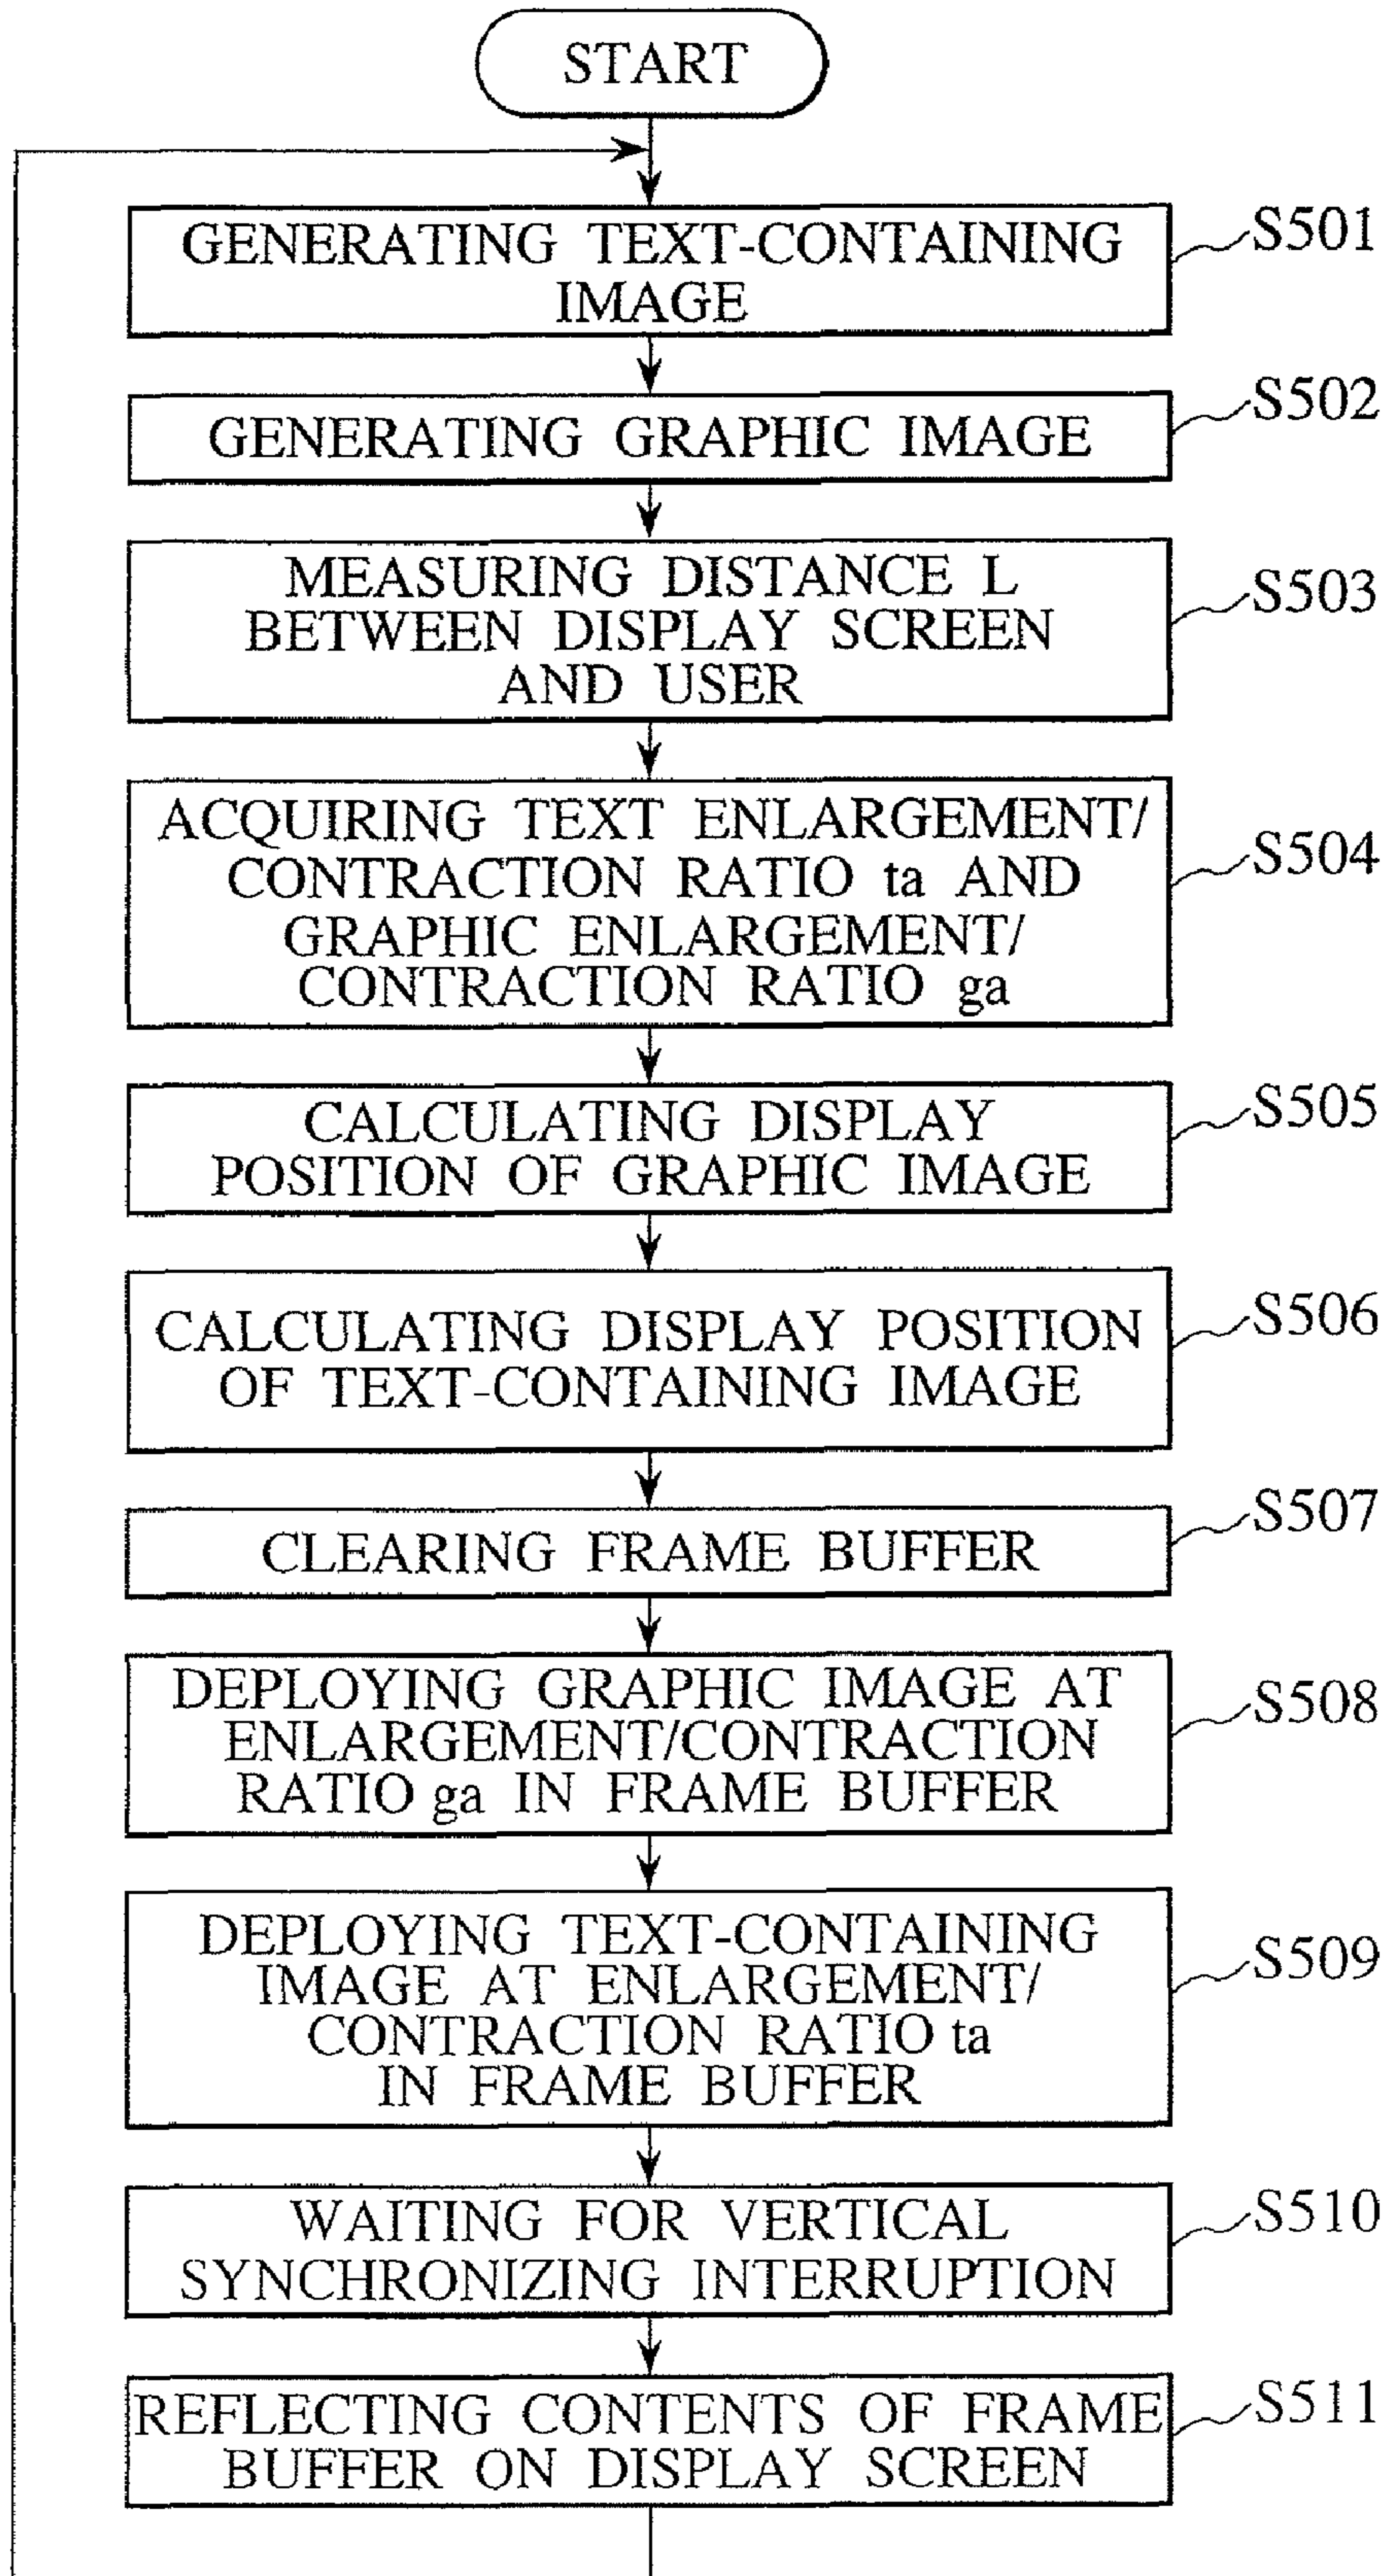 START
GENERATING TEXT-CONTAINING
IMAGE
S501
GENERATING GRAPHIC IMAGE
S502
MEASURING DISTANCE L
BETWEEN DISPLAY SCREEN
AND USER
S503
ACQUIRING TEXT ENLARGEMENT/
CONTRACTION RATIO ta AND
GRAPHIC ENLARGEMENT/
CONTRACTION RATIO ga
S504
CALCULATING DISPLAY
POSITION OF GRAPHIC IMAGE
S505
CALCULATING DISPLAY POSITION
OF TEXT-CONTAINING IMAGE
S506
CLEARING FRAME BUFFER
S507
DEPLOYING GRAPHIC IMAGE AT
ENLARGEMENT/CONTRACTION
RATIO ga IN FRAME BUFFER
S508
DEPLOYING TEXT-CONTAINING
IMAGE AT ENLARGEMENT/
CONTRACTION RATIO ta
IN FRAME BUFFER
S509
WAITING FOR VERTICAL
SYNCHRONIZING INTERRUPTION
S510
REFLECTING CONTENTS OF FRAME
BUFFER ON DISPLAY SCREEN
S511